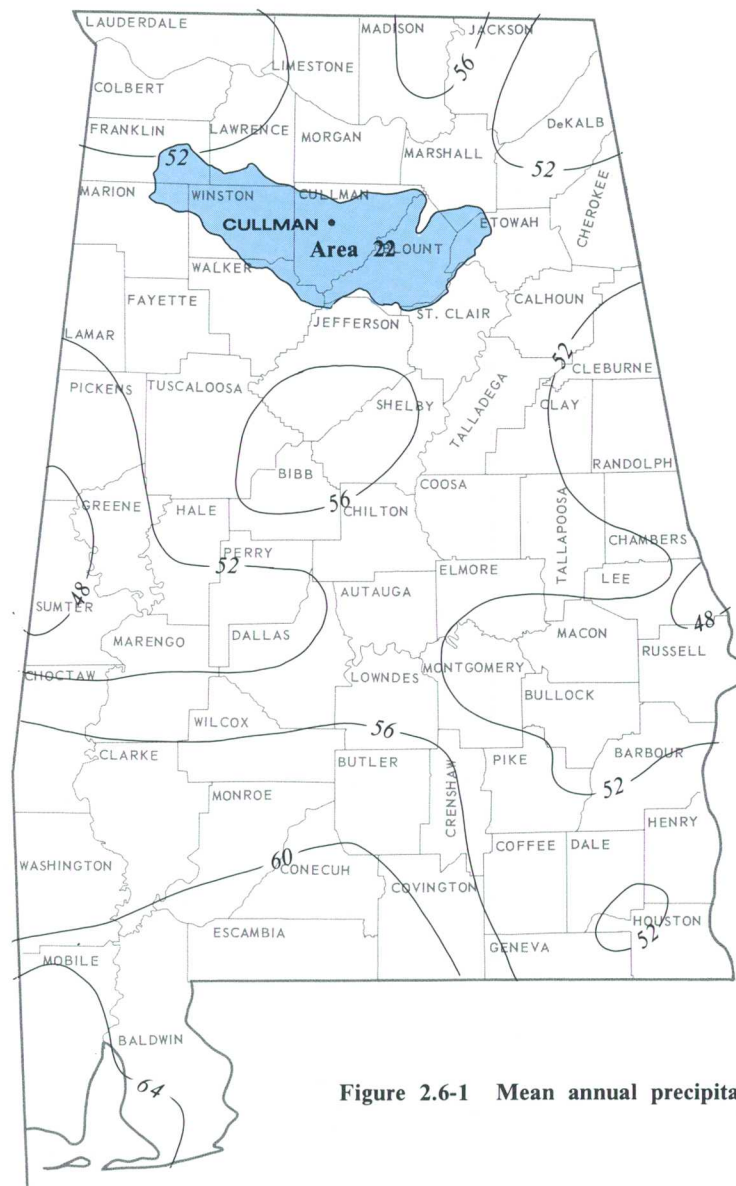 LAUDERDALE
MADISON
JACKSON
LIMESTONE
56
COLBERT
FRANKLIN
LAWRENCE
MORGAN
DeKALB
MARSHALL
52
52
MARION
WINSTON
CULLMAN
CHEROKEE
CULLMAN
ETOWAH
Area 22
BLOUNT
WALKER
FAYETTE
CALHOUN
ST. CLAIR
JEFFERSON
LAMAR
52
CLEBURNE
PICKENS
TUSCALOOSA
TALLADEGA
SHELBY
CLAY
RANDOLPH
BIBB
COOSA
56
GREENE
HALE
CHILTON
TALLAPOOSA
CHAMBERS
PERRY
52
ELMORE
LEE
48
AUTAUGA
SUMTER
48
MARENGO
DALLAS
MACON
RUSSELL
CHOCTAW
LOWNDES
MONTGOMERY
BULLOCK
WILCOX
56
CLARKE
BUTLER
CRENSHAW
PIKE
BARBOUR
52
MONROE
HENRY
COFFEE
DALE
WASHINGTON
60
CONECUH
COVINGTON
ESCAMBIA
HOUSTON
52
GENEVA
MOBILE
BALDWIN
64
Figure 2.6-1 Mean annual precipita